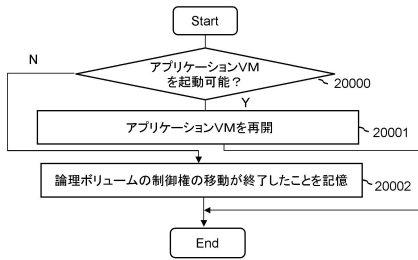 Start
N
アプリケーションVM
を起動可能？
20000
Y
アプリケーションVMを再開
20001
論理ボリュームの制御権の移動が終了したことを記憶
20002
End